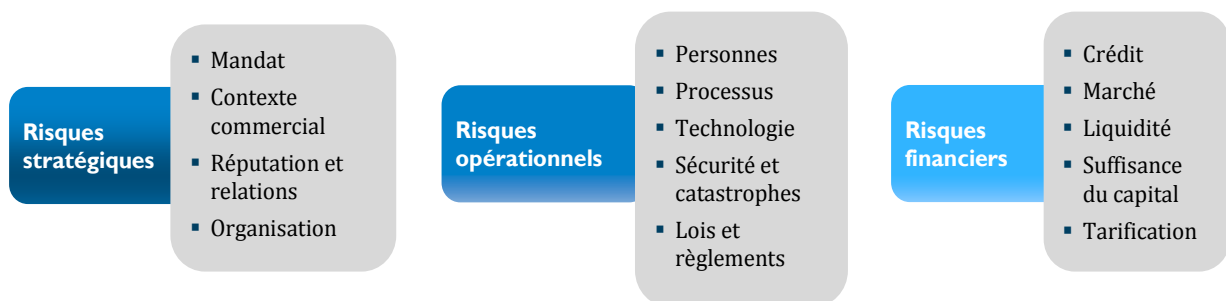 Risques
stratégiques
Mandat
Contexte
commercial
Réputation et
relations
Organisation
Risques
opérationnels
Personnes
Processus
Technologie
Sécurité et
catastrophes
Lois et
règlements
Risques
financiers
Crédit
Marché
Liquidité
Suffisance
du capital
Tarification